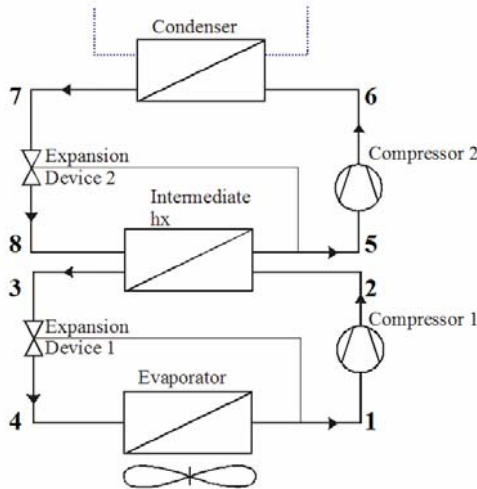 Condenser
7
6
Expansion
Device 2
Compressor 2
Intermediate
hx
8
5
3
2
Expansion
Device 1
Compressor 1
Evaporator
4
1